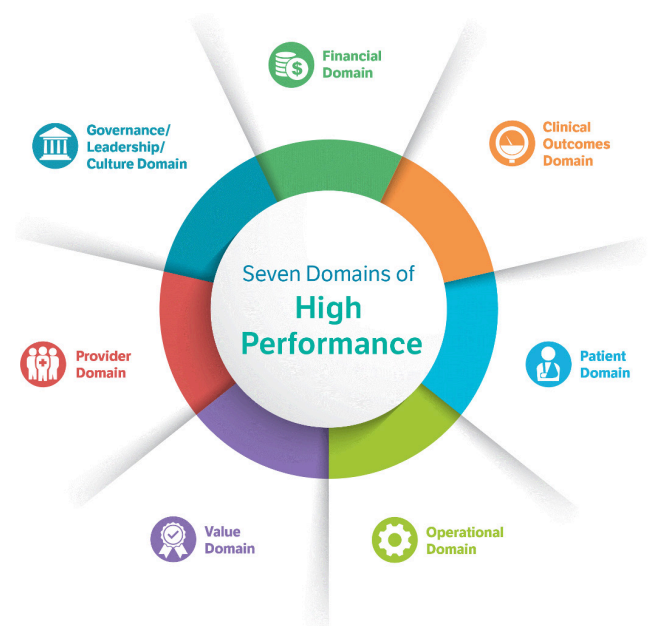 Financial
Domain
Clinical
Outcomes
Domain
Patient
Domain
Operational
Domain
Value
Domain
Provider
Domain
Governance/
Leadership/
Culture Domain
Seven Domains of
High
Performance